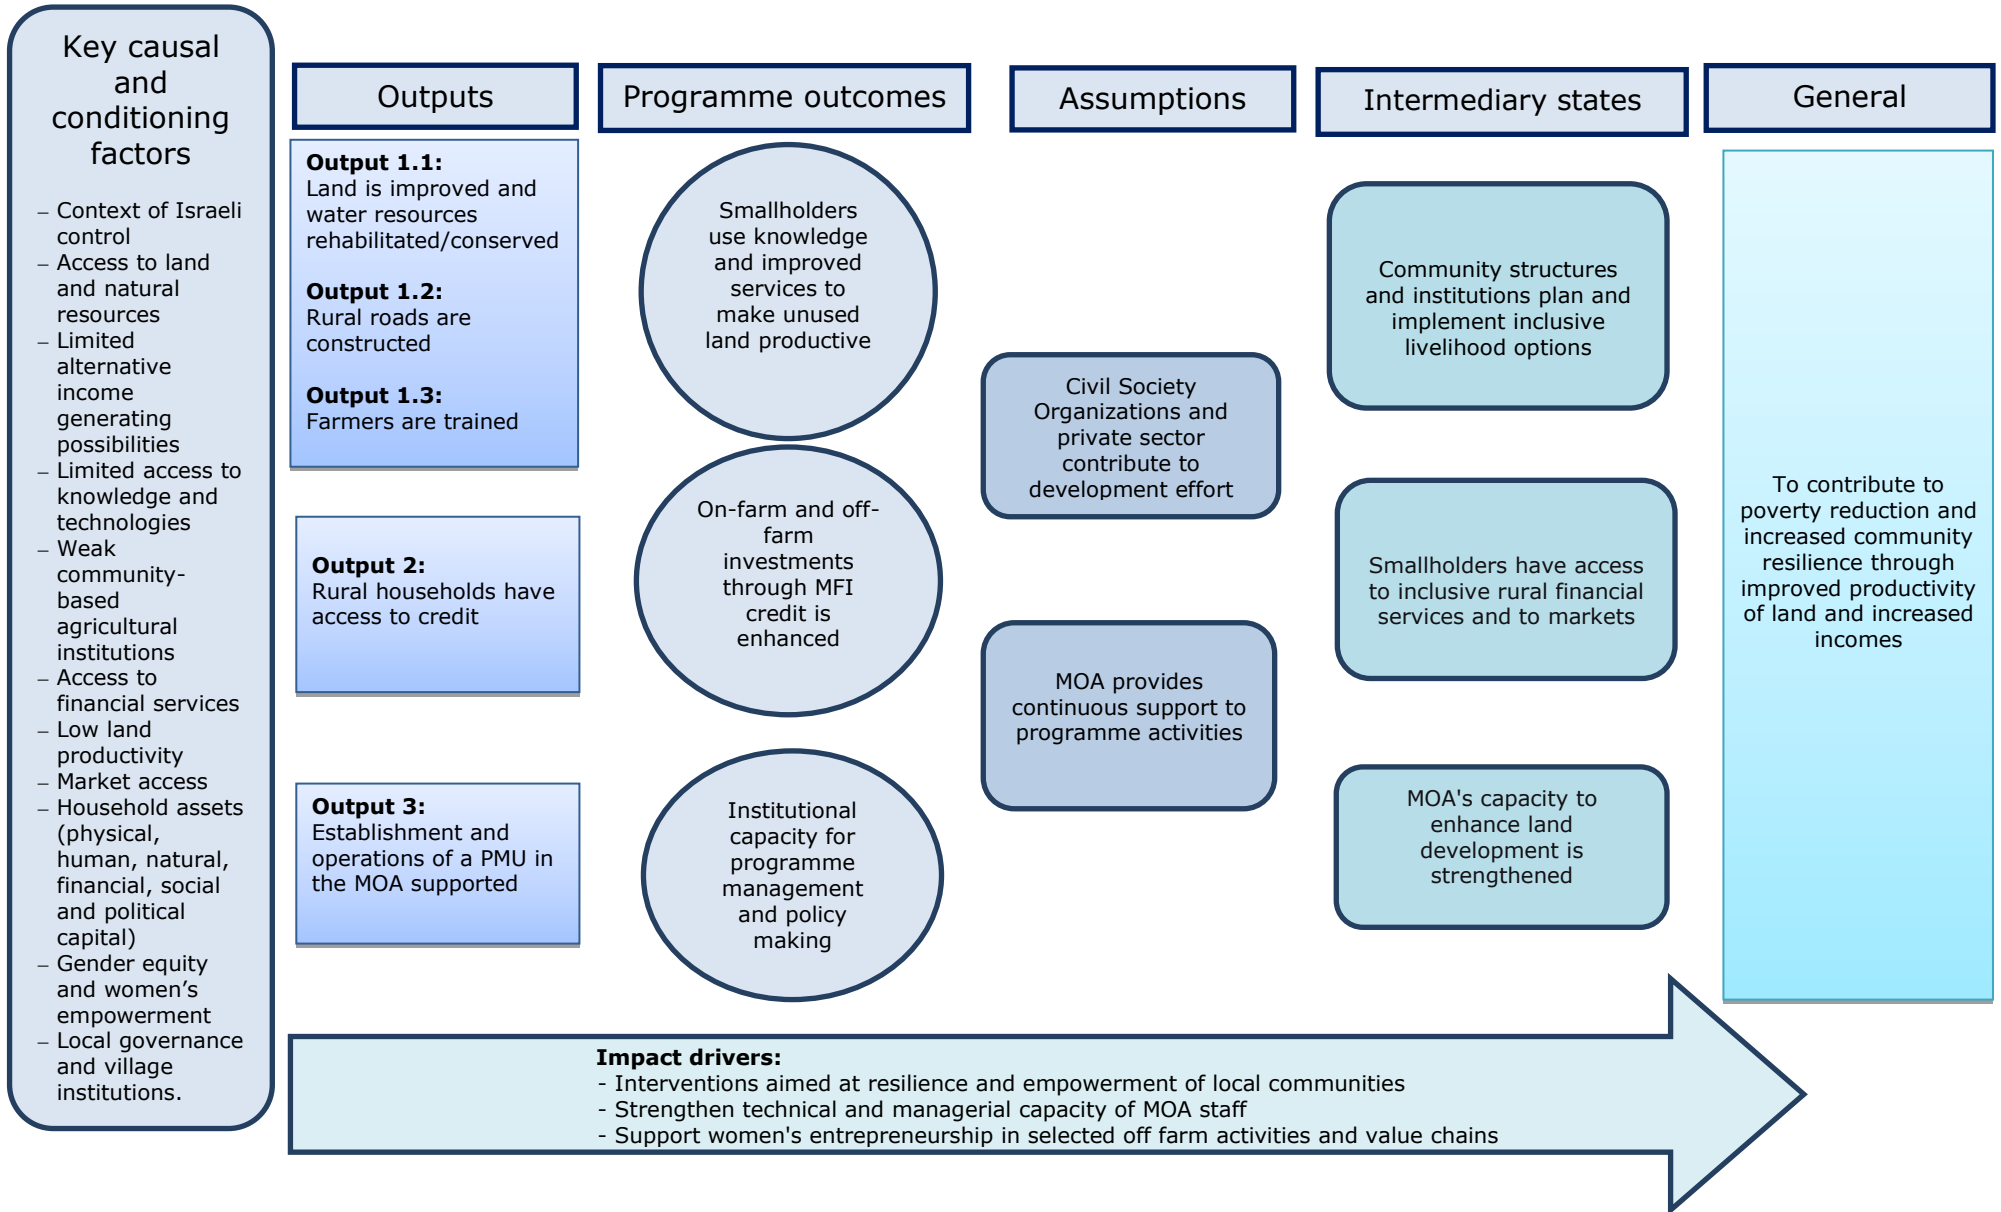 Key causal
and
conditioning
factors
– Context of Israeli
control
– Access to land
and natural
resources
– Limited
alternative
income
generating
possibilities
– Limited access to
knowledge and
technologies
– Weak
community-
based
agricultural
institutions
– Access to
financial services
– Low land
productivity
– Market access
– Household assets
(physical,
human, natural,
financial, social
and political
capital)
– Gender equity
and women’s
empowerment
– Local governance
and village
institutions.
Outputs
Output 1.1:
Land is improved and
water resources
rehabilitated/conserved
Output 1.2:
Rural roads are
constructed
Output 1.3:
Farmers are trained
Output 2:
Rural households have
access to credit
Output 3:
Establishment and
operations of a PMU in
the MOA supported
Programme outcomes
Smallholders
use knowledge
and improved
services to
make unused
land productive
On-farm and off-
farm
investments
through MFI
credit is
enhanced
Institutional
capacity for
programme
management
and policy
making
Assumptions
Civil Society
Organizations and
private sector
contribute to
development effort
MOA provides
continuous support to
programme activities
Intermediary states
Community structures
and institutions plan and
implement inclusive
livelihood options
Smallholders have access
to inclusive rural financial
services and to markets
MOA's capacity to
enhance land
development is
strengthened
General
To contribute to
poverty reduction and
increased community
resilience through
improved productivity
of land and increased
incomes
Impact drivers:
- Interventions aimed at resilience and empowerment of local communities
- Strengthen technical and managerial capacity of MOA staff
- Support women's entrepreneurship in selected off farm activities and value chains